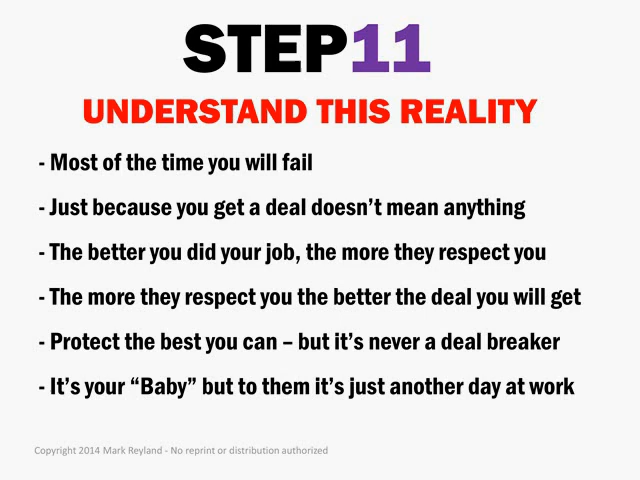 STEP11
UNDERSTAND THIS REALITY
- Most of the time you will fail
- Just because you get a deal doesn’t mean anything
- The better you did your job, the more they respect you
- The more they respect you the better the deal you will get
- Protect the best you can – but it’s never a deal breaker
- It’s your “Baby” but to them it’s just another day at work
Copyright 2014 Mark Reyland - No reprint or distribution authorized